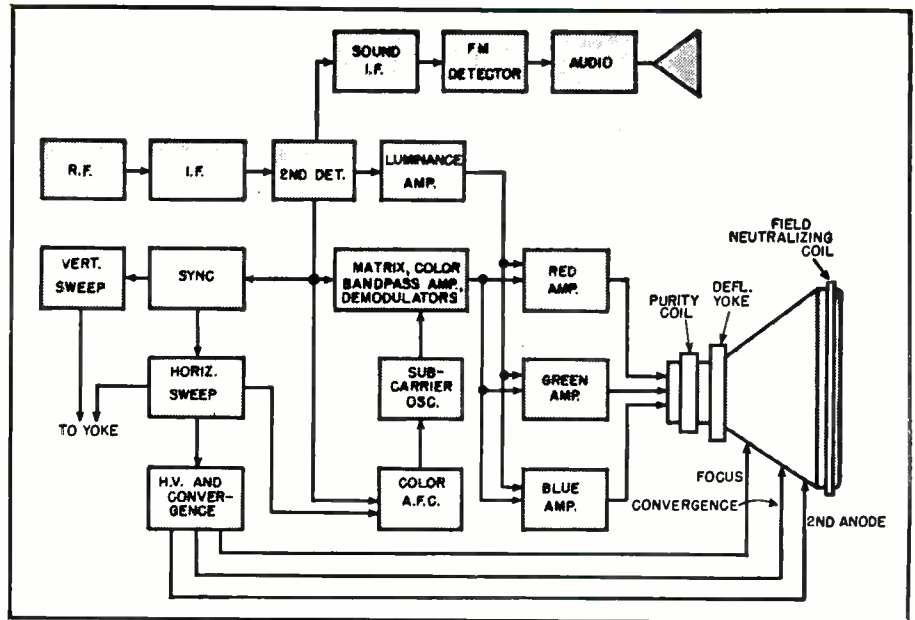 SOUND
I.F.
FM
DETECTOR
AUDIO
R.F.
I.F.
2ND DET.
LUMINANCE
AMP.
FIELD
NEUTRALIZING
COIL
VERT.
SWEEP
SYNC
MATRIX, COLOR
BANDPASS AMP.,
DEMODULATORS
RED
AMP.
PURITY
COIL
DEFL.
YOKE
HORIZ.
SWEEP
SUB-
CARRIER
OSC.
GREEN
AMP.
TO YOKE
H.V. AND
CONVER-
GENCE
COLOR
A.F.C.
BLUE
AMP.
FOCUS
CONVERGENCE
2ND ANODE